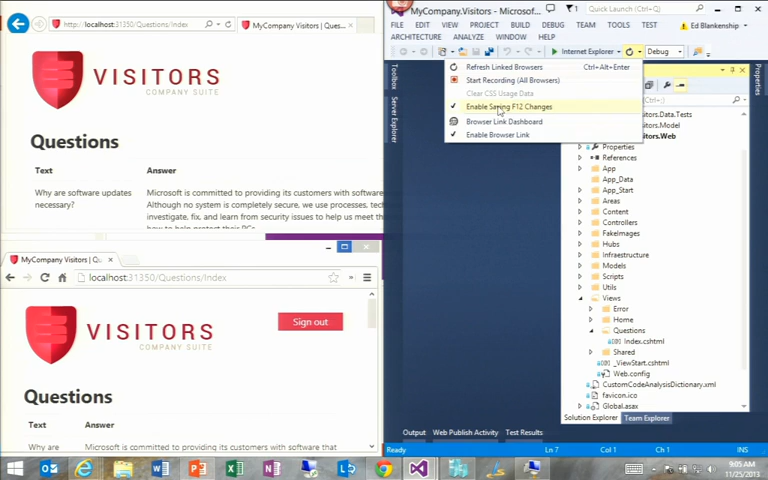 http://localhost:31350/Questions/Index
MyCompany.Visitors | Ques...
VISITORS
COMPANY SUITE
Questions
Text Answer
Why are software updates necessary?
Microsoft is committed to providing its customers with software
Although no system is completely secure, we use processes, tech
investigate, fix, and learn from security issues to help us meet tha
MyCompany.Visitors | Qu
localhost:31350/Questions/Index
VISITORS
COMPANY SUITE
Sign out
Questions
Text Answer
Why are Microsoft is committed to providing its customers with software that
MyCompany.Visitors - Microsof...
Quick Launch (Ctrl+Q)
FILE EDIT VIEW PROJECT BUILD DEBUG TEAM TOOLS TEST
Ed Blankenship
ARCHITECTURE ANALYZE WINDOW HELP
Internet Explorer Debug
Refresh Linked Browsers Ctrl+Alt+Enter
Start Recording (All Browsers)
Clear CSS Usage Data
Enable Saving F12 Changes
Browser Link Dashboard
Enable Browser Link
Toolbox
Server Explorer
(Ctrl+;)
sitors.Data.Tests
sitors.Model
sitors.Web
Properties
References
App
App_Data
App_Start
Areas
Content
Controllers
FakeImages
Hubs
Infrastructure
Models
Scripts
Utils
Views
Error
Home
Questions
Index.cshtml
Shared
_ViewStart.cshtml
Web.config
CustomCodeAnalysisDictionary.xml
favicon.ico
Global.asax
Solution Explorer Team Explorer
Output Web Publish Activity Test Results
Ready Ln 7 Col 1 Ch 1 INS
9:05 AM
11/25/2013